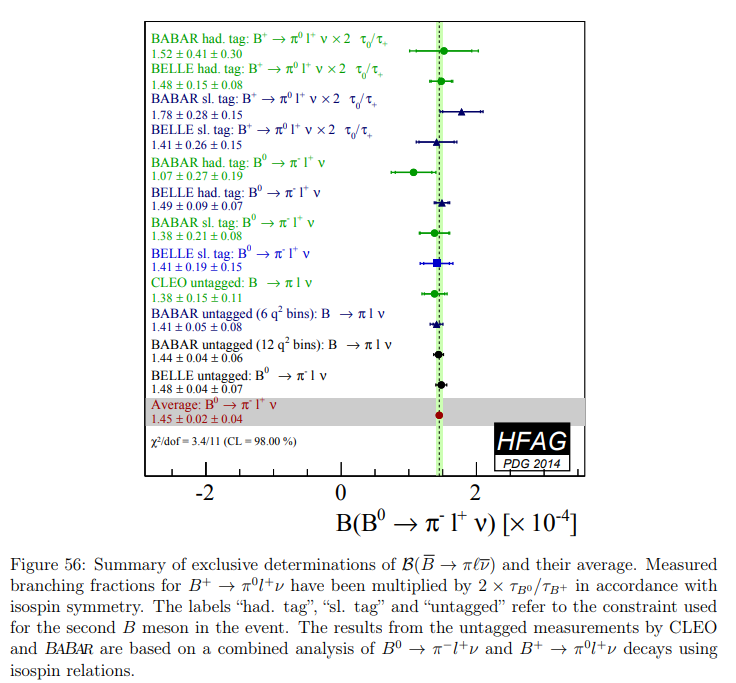 BABAR had. tag: B⁺ → π⁰ l⁺ ν × 2 τ₀/τ₊
1.52 ± 0.41 ± 0.30
BELLE had. tag: B⁺ → π⁰ l⁺ ν × 2 τ₀/τ₊
1.48 ± 0.15 ± 0.08
BABAR sl. tag: B⁺ → π⁰ l⁺ ν × 2 τ₀/τ₊
1.78 ± 0.28 ± 0.15
BELLE sl. tag: B⁺ → π⁰ l⁺ ν × 2 τ₀/τ₊
1.41 ± 0.26 ± 0.15
BABAR had. tag: B⁰ → π⁻ l⁺ ν
1.07 ± 0.27 ± 0.19
BELLE had. tag: B⁰ → π⁻ l⁺ ν
1.49 ± 0.09 ± 0.07
BABAR sl. tag: B⁰ → π⁻ l⁺ ν
1.38 ± 0.21 ± 0.08
BELLE sl. tag: B⁰ → π⁻ l⁺ ν
1.41 ± 0.19 ± 0.15
CLEO untagged: B → π l ν
1.38 ± 0.15 ± 0.11
BABAR untagged (6 q² bins): B → π l ν
1.41 ± 0.05 ± 0.08
BABAR untagged (12 q² bins): B → π l ν
1.44 ± 0.04 ± 0.06
BELLE untagged: B⁰ → π⁻ l ν
1.48 ± 0.04 ± 0.07
Average: B⁰ → π⁻ l⁺ ν
1.45 ± 0.02 ± 0.04
χ²/dof = 3.4/11 (CL = 98.00 %)
HFAG
PDG 2014
-2 0 2
B(B⁰ → π⁻ l⁺ ν) [× 10⁻⁴]
Figure 56: Summary of exclusive determinations of ℬ(B̅ → πℓν̅) and their average. Measured
branching fractions for B⁺ → π⁰l⁺ν have been multiplied by 2 × τ_B⁰/τ_B⁺ in accordance with
isospin symmetry. The labels “had. tag”, “sl. tag” and “untagged” refer to the constraint used
for the second B meson in the event. The results from the untagged measurements by CLEO
and BABAR are based on a combined analysis of B⁰ → π⁻l⁺ν and B⁺ → π⁰l⁺ν decays using
isospin relations.